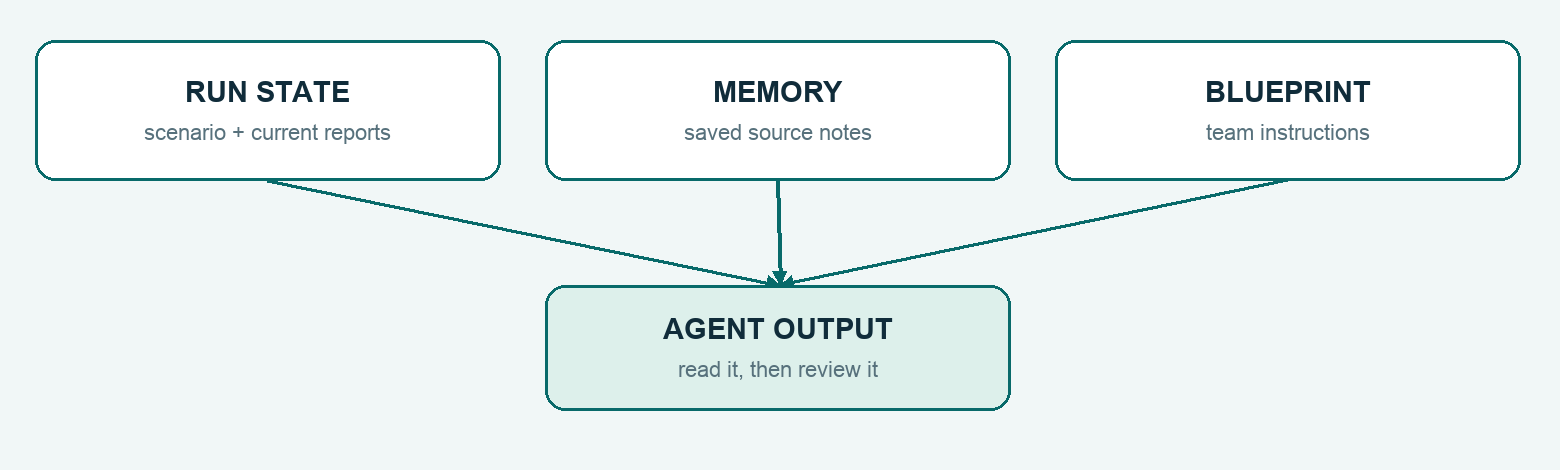 RUN STATE
scenario + current reports
MEMORY
saved source notes
BLUEPRINT
team instructions
AGENT OUTPUT
read it, then review it